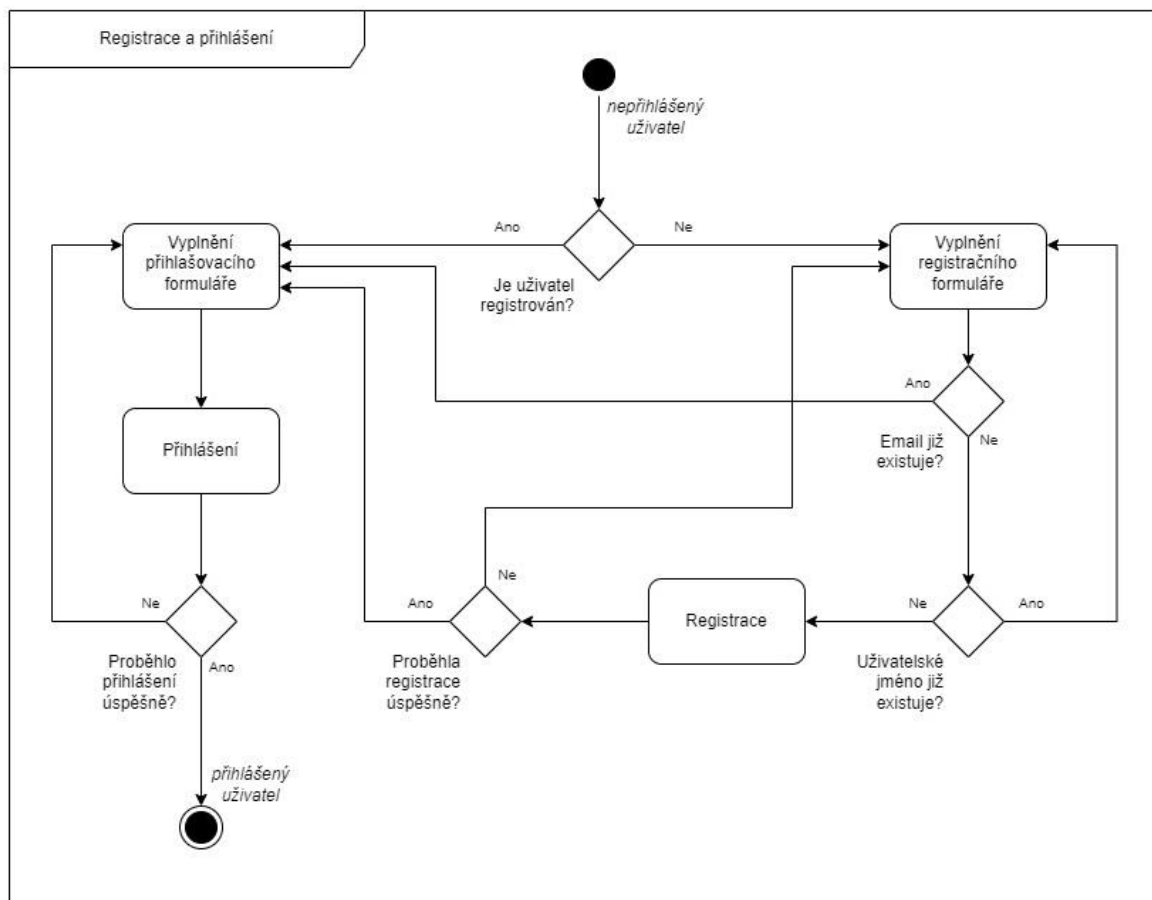 Registrace a přihlášení
nepřihlášený
uživatel
Ano
Ne
Vyplnění
přihlašovacího
formuláře
Je uživatel
registrován?
Vyplnění
registračního
formuláře
Ano
Email již
existuje?
Ne
Přihlášení
Ne
Proběhlo
přihlášení
úspěšně?
Ano
Ne
Ano
Proběhla
registrace
úspěšně?
Registrace
Ne
Ano
Uživatelské
jméno již
existuje?
přihlášený
uživatel